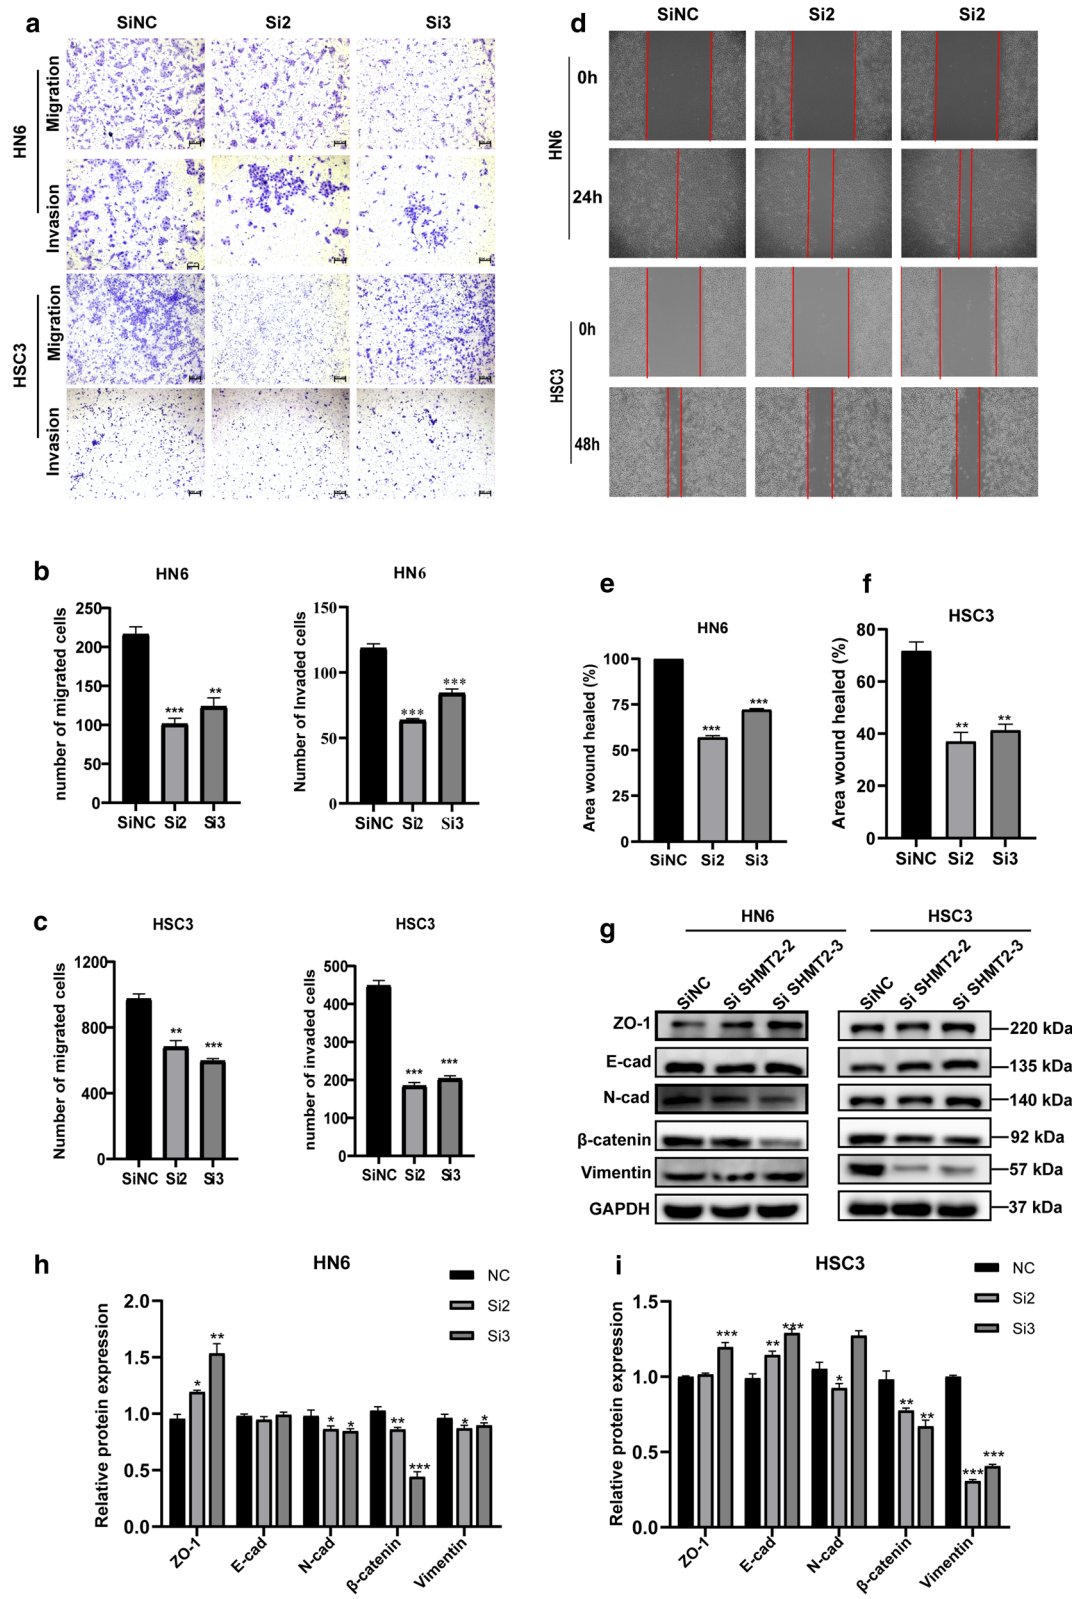 a
SiNC Si2 Si3
HN6
Migration
Invasion
HSC3
Migration
Invasion
d
SiNC Si2 Si2
HN6
0h
24h
HSC3
0h
48h
b
HN6
number of migrated cells
250
200
150
100
50
0
*** **
SiNC Si2 Si3
HN6
Number of Invaded cells
150
100
50
0
*** ***
SiNC Si2 Si3
e
HN6
Area wound healed (%)
100
75
50
25
0
*** ***
SiNC Si2 Si3
f
HSC3
Area wound healed (%)
80
60
40
20
0
** **
SiNC Si2 Si3
c
HSC3
Number of migrated cells
1200
800
400
0
** ***
SiNC Si2 Si3
HSC3
number of invaded cells
500
400
300
200
100
0
*** ***
SiNC Si2 Si3
g
HN6 HSC3
SiNC Si SHMT2-2 Si SHMT2-3 SiNC Si SHMT2-2 Si SHMT2-3
ZO-1 220 kDa
E-cad 135 kDa
N-cad 140 kDa
β-catenin 92 kDa
Vimentin 57 kDa
GAPDH 37 kDa
h
HN6
NC
Si2
Si3
Relative protein expression
2.0
1.5
1.0
0.5
0.0
* ** * * ** *** * *
ZO-1 E-cad N-cad β-catenin Vimentin
i
HSC3
NC
Si2
Si3
Relative protein expression
1.5
1.0
0.5
0.0
*** ** *** * ** ** *** ***
ZO-1 E-cad N-cad β-catenin Vimentin